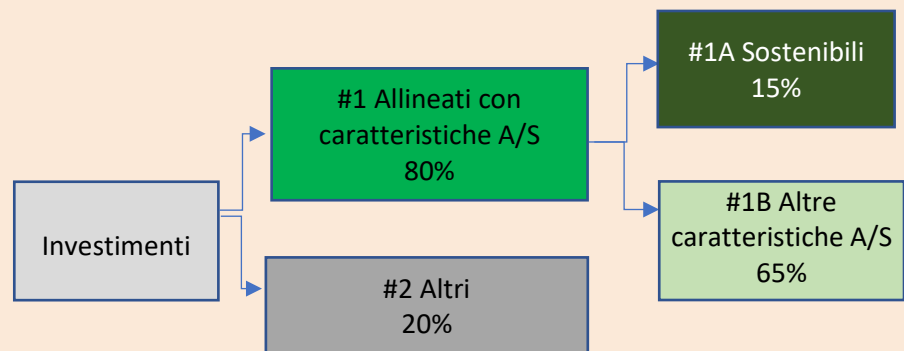 #1A Sostenibili
15%
#1 Allineati con
caratteristiche A/S
80%
Investimenti
#1B Altre
caratteristiche A/S
65%
#2 Altri
20%